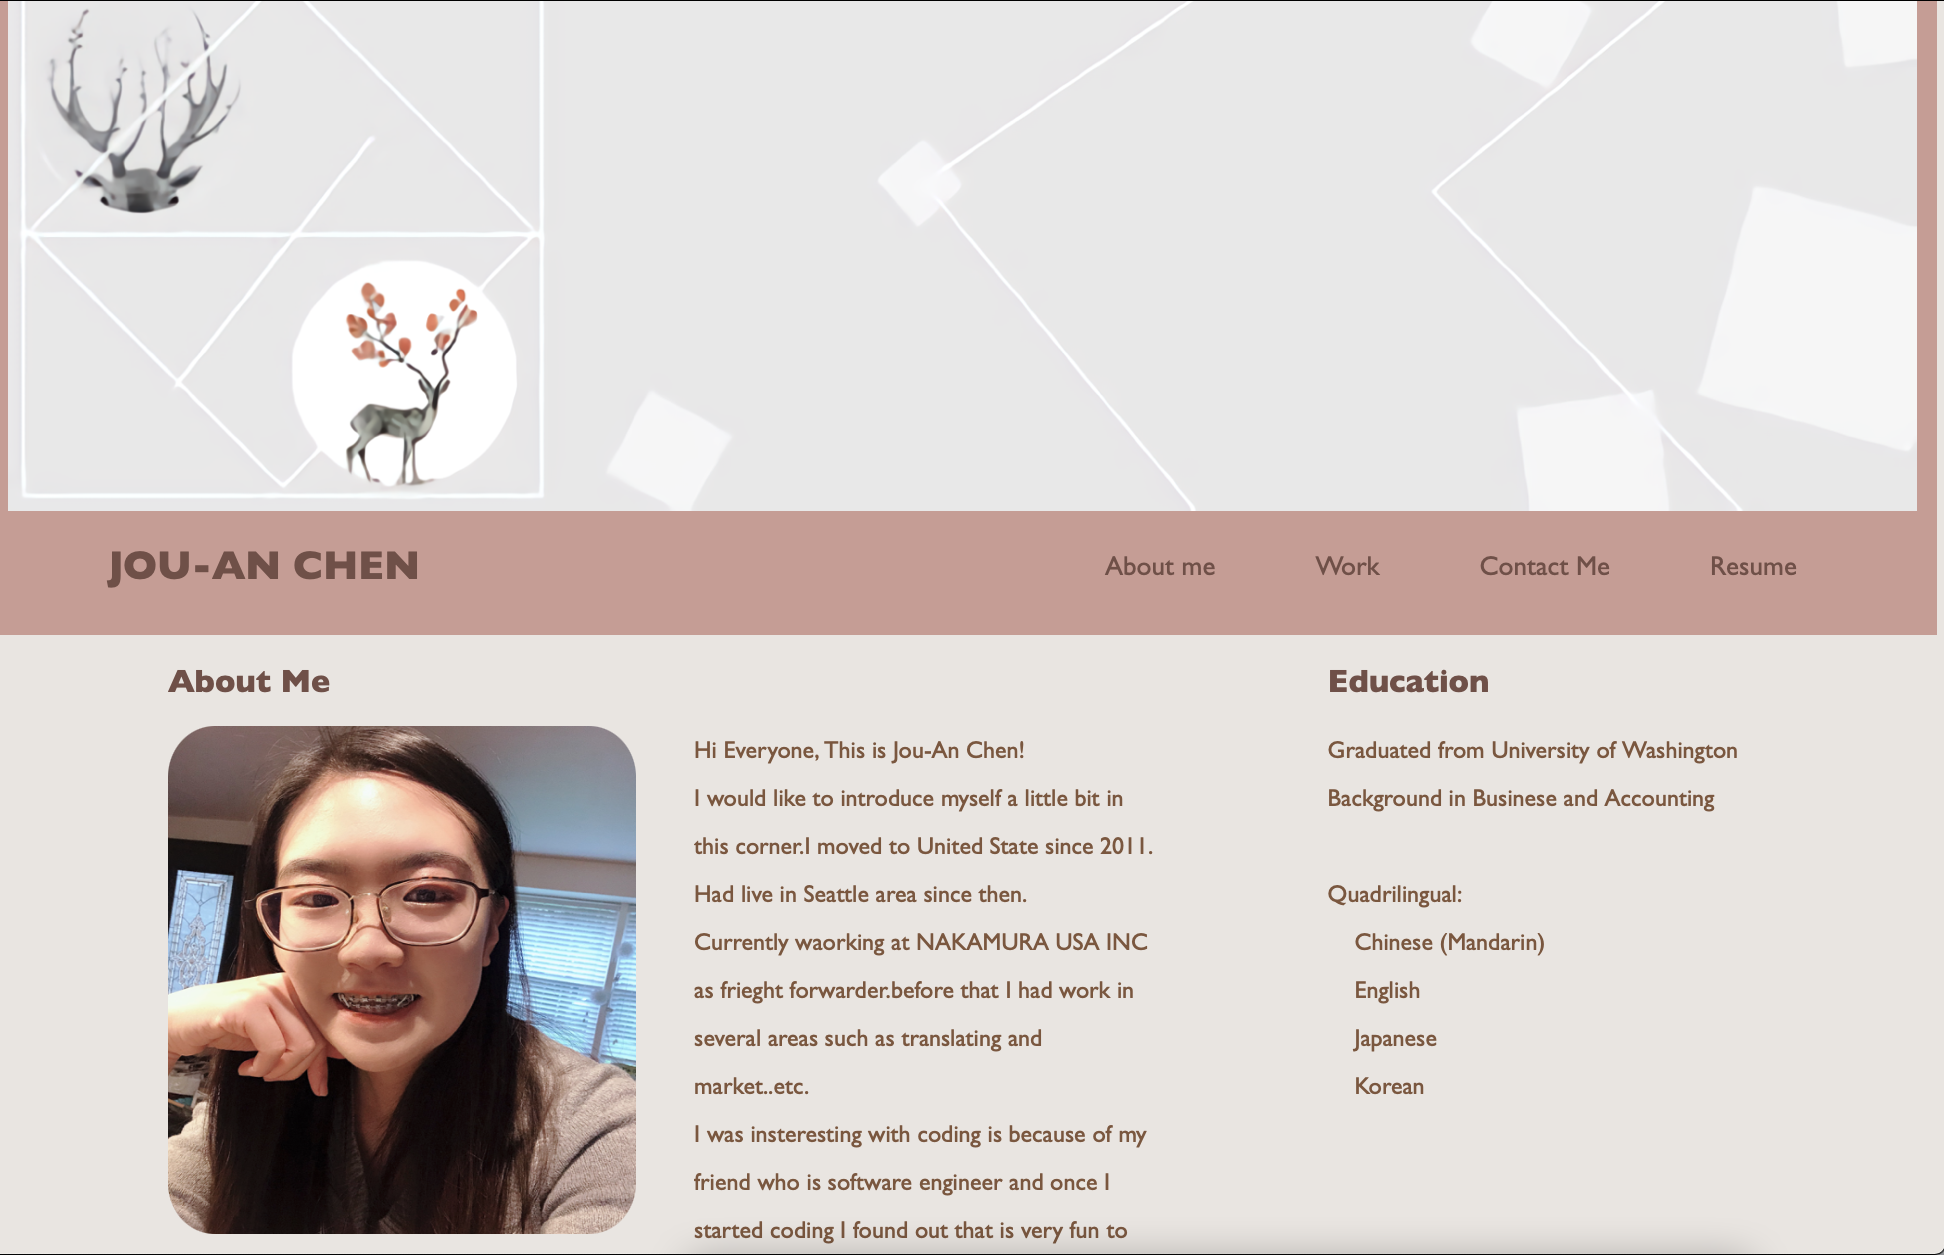 JOU-AN CHEN
About me
Work
Contact Me
Resume
About Me
Hi Everyone, This is Jou-An Chen!
I would like to introduce myself a little bit in
this corner.I moved to United State since 2011.
Had live in Seattle area since then.
Currently waorking at NAKAMURA USA INC
as frieght forwarder.before that I had work in
several areas such as translating and
market..etc.
I was insteresting with coding is because of my
friend who is software engineer and once I
started coding I found out that is very fun to
Education
Graduated from University of Washington
Background in Businese and Accounting
Quadrilingual:
Chinese (Mandarin)
English
Japanese
Korean